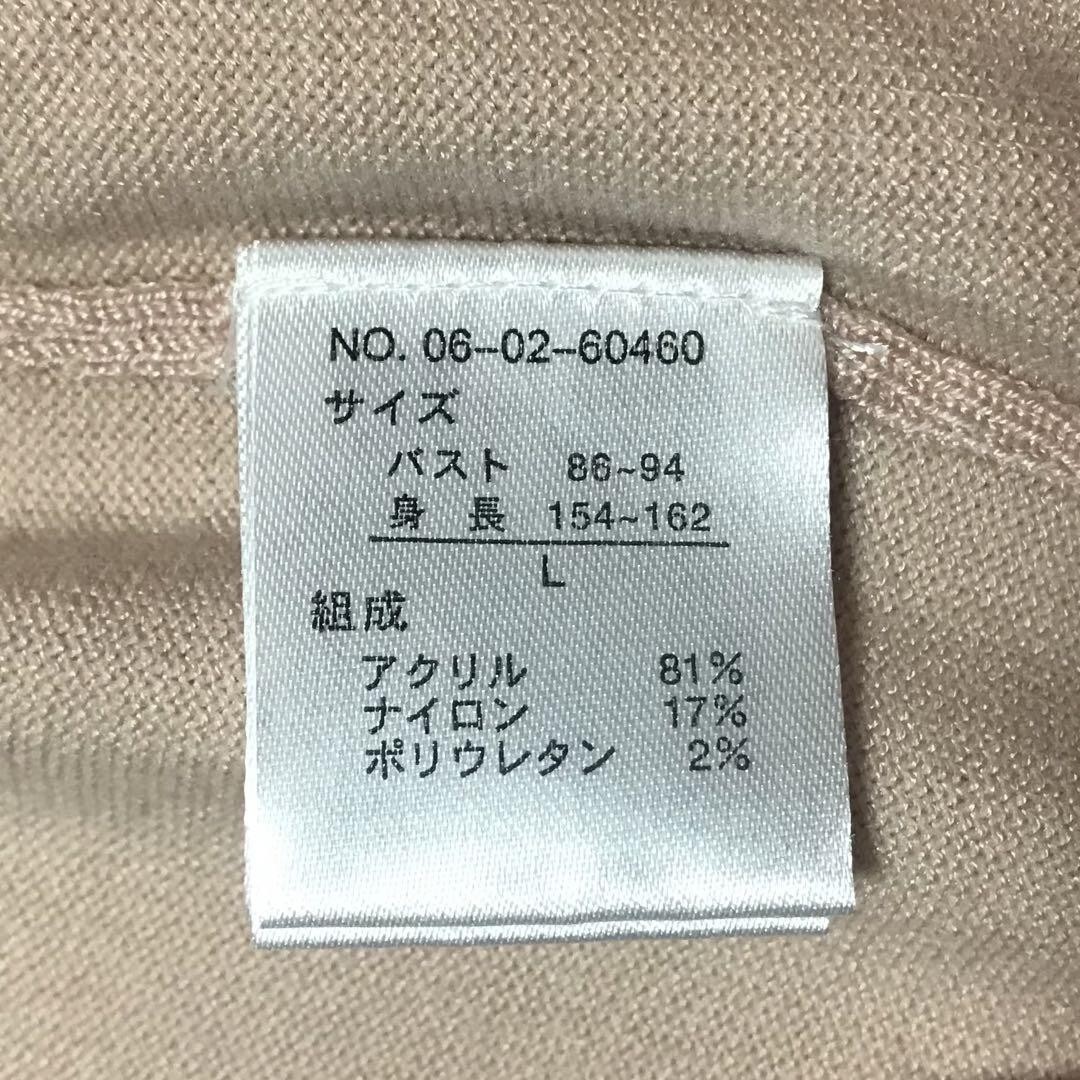 NO. 06-02-60460
サイズ
バスト 86~94
身 長 154~162
L
組成
アクリル 81%
ナイロン 17%
ポリウレタン 2%